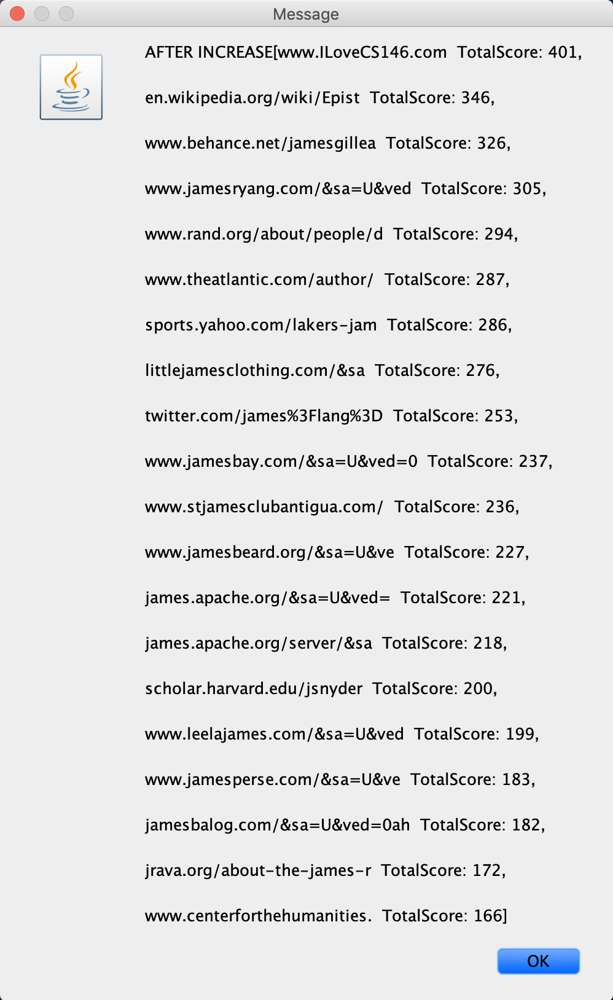 Message
AFTER INCREASE[www.ILoveCS146.com  TotalScore: 401,
en.wikipedia.org/wiki/Epist  TotalScore: 346,
www.behance.net/jamesgillea  TotalScore: 326,
www.jamesryang.com/&sa=U&ved  TotalScore: 305,
www.rand.org/about/people/d  TotalScore: 294,
www.theatlantic.com/author/  TotalScore: 287,
sports.yahoo.com/lakers-jam  TotalScore: 286,
littlejamesclothing.com/&sa  TotalScore: 276,
twitter.com/james%3Flang%3D  TotalScore: 253,
www.jamesbay.com/&sa=U&ved=0  TotalScore: 237,
www.stjamesclubantigua.com/  TotalScore: 236,
www.jamesbeard.org/&sa=U&ve  TotalScore: 227,
james.apache.org/&sa=U&ved=  TotalScore: 221,
james.apache.org/server/&sa  TotalScore: 218,
scholar.harvard.edu/jsnyder  TotalScore: 200,
www.leelajames.com/&sa=U&ved  TotalScore: 199,
www.jamesperse.com/&sa=U&ve  TotalScore: 183,
jamesbalog.com/&sa=U&ved=0ah  TotalScore: 182,
jrava.org/about-the-james-r  TotalScore: 172,
www.centerforthehumanities.  TotalScore: 166]
OK